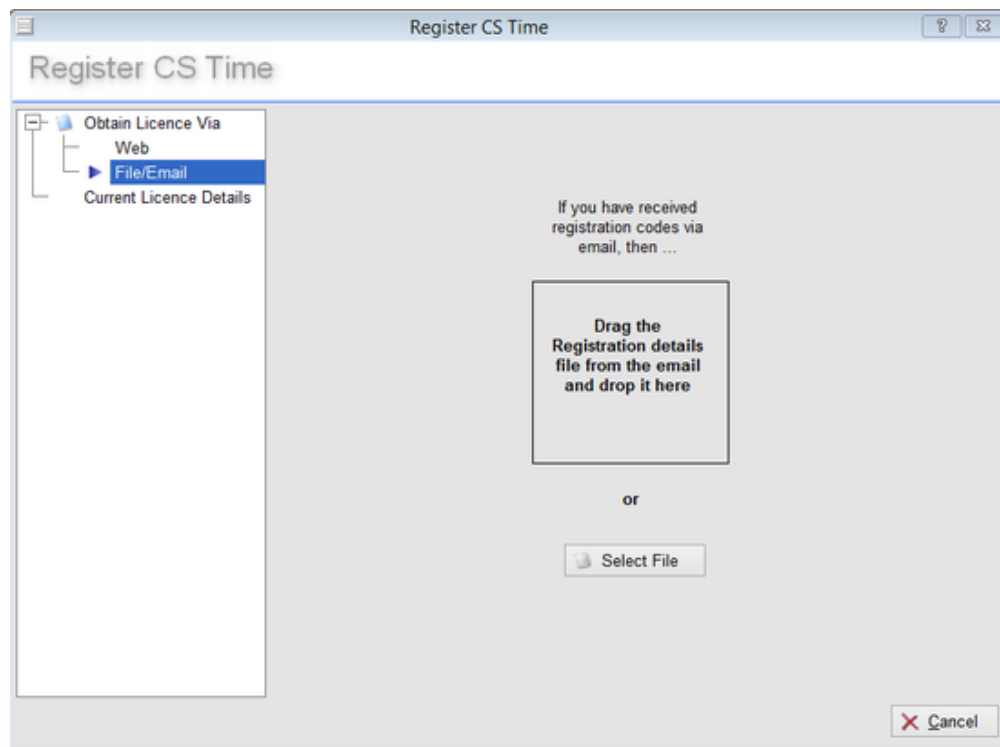 Register CS Time
Register CS Time
Obtain Licence Via
Web
File/Email
Current Licence Details
If you have received
registration codes via
email, then ...
Drag the
Registration details
file from the email
and drop it here
or
Select File
Cancel